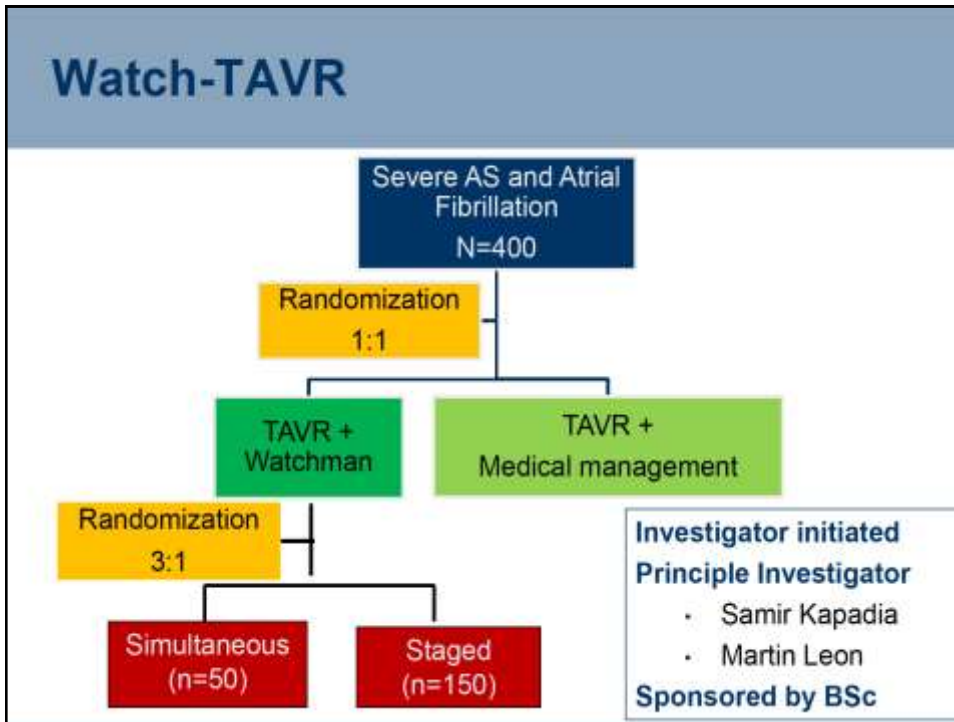 Watch-TAVR
Severe AS and Atrial
Fibrillation
N=400
Randomization
1:1
TAVR +
Watchman
TAVR +
Medical management
Randomization
3:1
Simultaneous
(n=50)
Staged
(n=150)
Investigator initiated
Principle Investigator
· Samir Kapadia
· Martin Leon
Sponsored by BSc